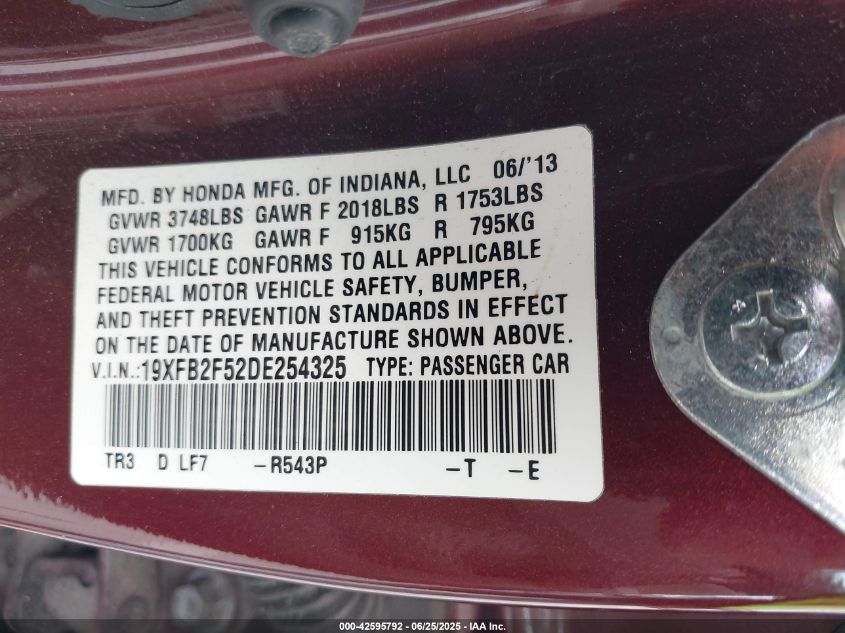 MFD. BY HONDA MFG. OF INDIANA, LLC 06/'13
GVWR 3748LBS GAWR F 2018LBS R 1753LBS
GVWR 1700KG GAWR F 915KG R 795KG
THIS VEHICLE CONFORMS TO ALL APPLICABLE
FEDERAL MOTOR VEHICLE SAFETY, BUMPER,
AND THEFT PREVENTION STANDARDS IN EFFECT
ON THE DATE OF MANUFACTURE SHOWN ABOVE.
V.I.N.:19XFB2F52DE254325 TYPE: PASSENGER CAR
TR3 D LF7 -R543P -T -E
4
000-42595792 - 06/25/2025 - IAA Inc.